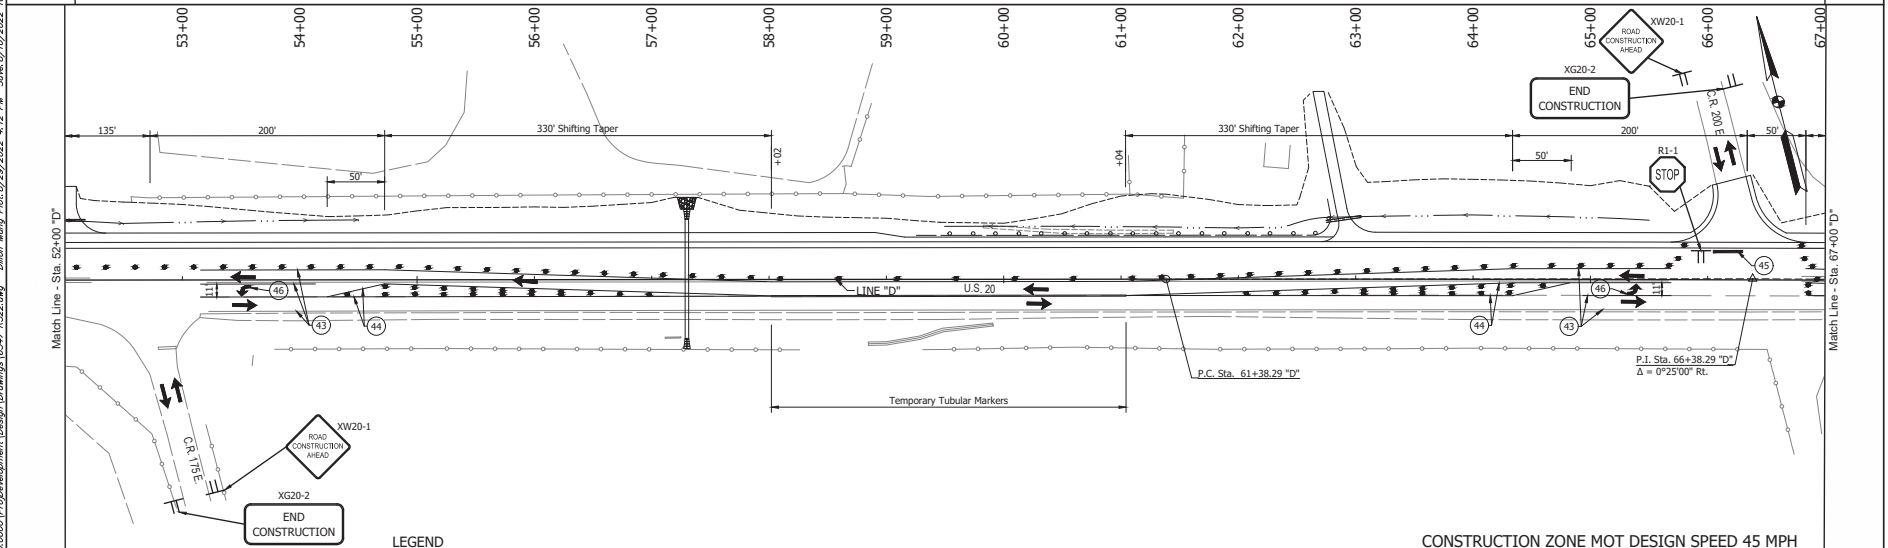 53+00
54+00
55+00
56+00
57+00
58+00
59+00
60+00
61+00
62+00
63+00
64+00
65+00
66+00
67+00
XW20-1
ROAD
CONSTRUCTION
AHEAD
XG20-2
END
CONSTRUCTION
C.R. 200 E.
135'
200'
330' Shifting Taper
+02
+04
330' Shifting Taper
200'
50'
50'
50'
R1-1
STOP
Match Line - Sta. 52+00 "D"
Match Line - Sta. 67+00 "D"
11'
46
43
44
LINE "D"
U.S. 20
44
43
46
11'
45
P.C. Sta. 61+38.29 "D"
P.I. Sta. 66+38.29 "D"
Δ = 0°25'00" Rt.
Temporary Tubular Markers
C.R. 175 E.
XW20-1
ROAD
CONSTRUCTION
AHEAD
XG20-2
END
CONSTRUCTION
LEGEND
CONSTRUCTION ZONE MOT DESIGN SPEED 45 MPH